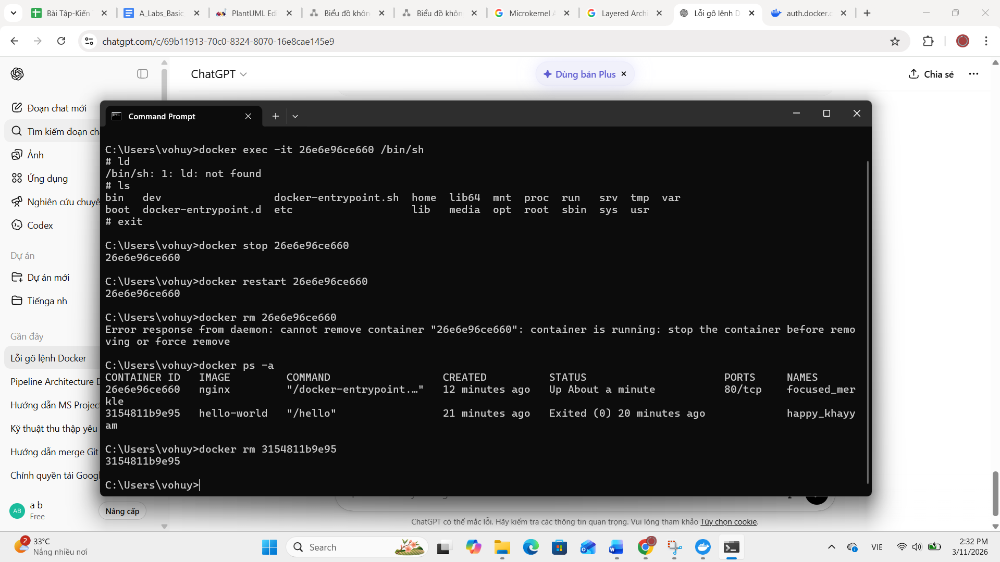 Bài Tập-Kiến
A_Labs_Basic_
PlantUML Edi
Biểu đồ khôn
Biểu đồ khôn
Microkernel A
Layered Archi
Lỗi gõ lệnh D
auth.docker.c
chatgpt.com/c/69b11913-70c0-8324-8070-16e8cae145e9
ChatGPT
Dùng bản Plus
Chia sẻ
Đoạn chat mới
Tìm kiếm đoạn cha
Ảnh
Ứng dụng
Nghiên cứu chuyê
Codex
Dự án
Dự án mới
Tiếnga nh
Gần đây
Lỗi gõ lệnh Docker
Pipeline Architecture D
Hướng dẫn MS Projec
Kỹ thuật thu thập yêu
Hướng dẫn merge Git
Chỉnh quyền tải Googl
AB
a b
Free
Nâng cấp
Command Prompt
C:\Users\vohuy>docker exec -it 26e6e96ce660 /bin/sh
# ld
/bin/sh: 1: ld: not found
# ls
bin   dev                  docker-entrypoint.sh  home  lib64  mnt  proc  run   srv  tmp  var
boot  docker-entrypoint.d  etc                   lib   media  opt  root  sbin  sys  usr
# exit
C:\Users\vohuy>docker stop 26e6e96ce660
26e6e96ce660
C:\Users\vohuy>docker restart 26e6e96ce660
26e6e96ce660
C:\Users\vohuy>docker rm 26e6e96ce660
Error response from daemon: cannot remove container "26e6e96ce660": container is running: stop the container before remo
ving or force remove
C:\Users\vohuy>docker ps -a
CONTAINER ID   IMAGE         COMMAND                  CREATED          STATUS                      PORTS     NAMES
26e6e96ce660   nginx         "/docker-entrypoint.…"   12 minutes ago   Up About a minute           80/tcp    focused_mer
kle
3154811b9e95   hello-world   "/hello"                 21 minutes ago   Exited (0) 20 minutes ago             happy_khayy
am
C:\Users\vohuy>docker rm 3154811b9e95
3154811b9e95
C:\Users\vohuy>
ChatGPT có thể mắc lỗi. Hãy kiểm tra các thông tin quan trọng. Vui lòng tham khảo Tùy chọn cookie.
2
33°C
Nắng nhiều nơi
Search
VIE
2:32 PM
3/11/2026